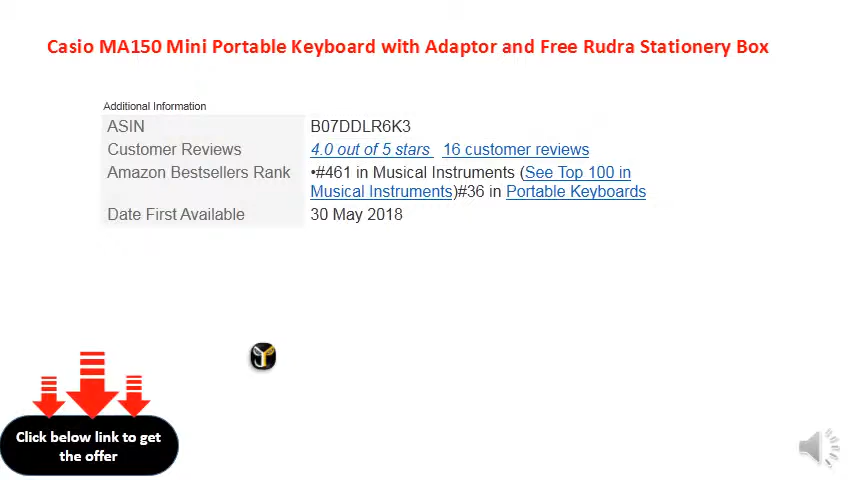 Casio MA150 Mini Portable Keyboard with Adaptor and Free Rudra Stationery Box
Additional Information
ASIN B07DDLR6K3
Customer Reviews 4.0 out of 5 stars 16 customer reviews
Amazon Bestsellers Rank •#461 in Musical Instruments (See Top 100 in
Musical Instruments)#36 in Portable Keyboards
Date First Available 30 May 2018
Click below link to get
the offer